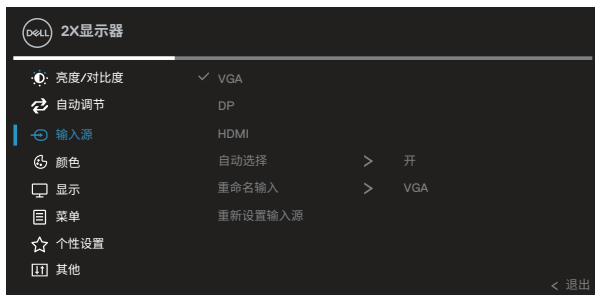 DELL 2X显示器
亮度/对比度 ✓ VGA
自动调节 DP
输入源 HDMI
颜色 自动选择 > 开
显示 重命名输入 > VGA
菜单 重新设置输入源
个性设置
其他
< 退出